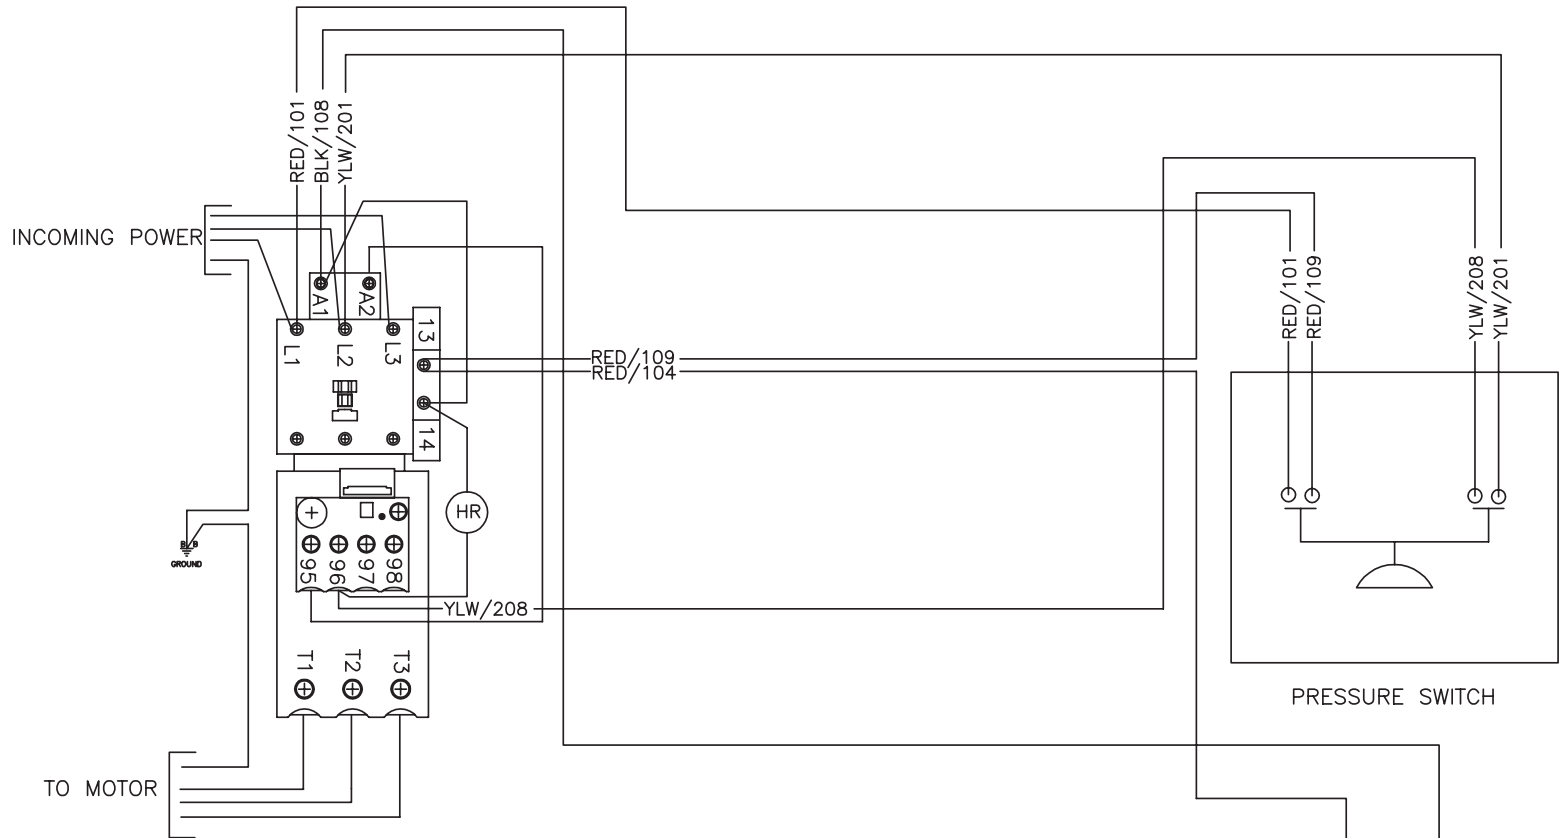 RED/101
BLK/108
YLW/201
INCOMING POWER
A1
A2
L1
L2
L3
13
14
RED/109
RED/104
RED/101
RED/109
YLW/208
YLW/201
HR
B B
GROUND
95
96
97
98
YLW/208
T1
T2
T3
PRESSURE SWITCH
TO MOTOR